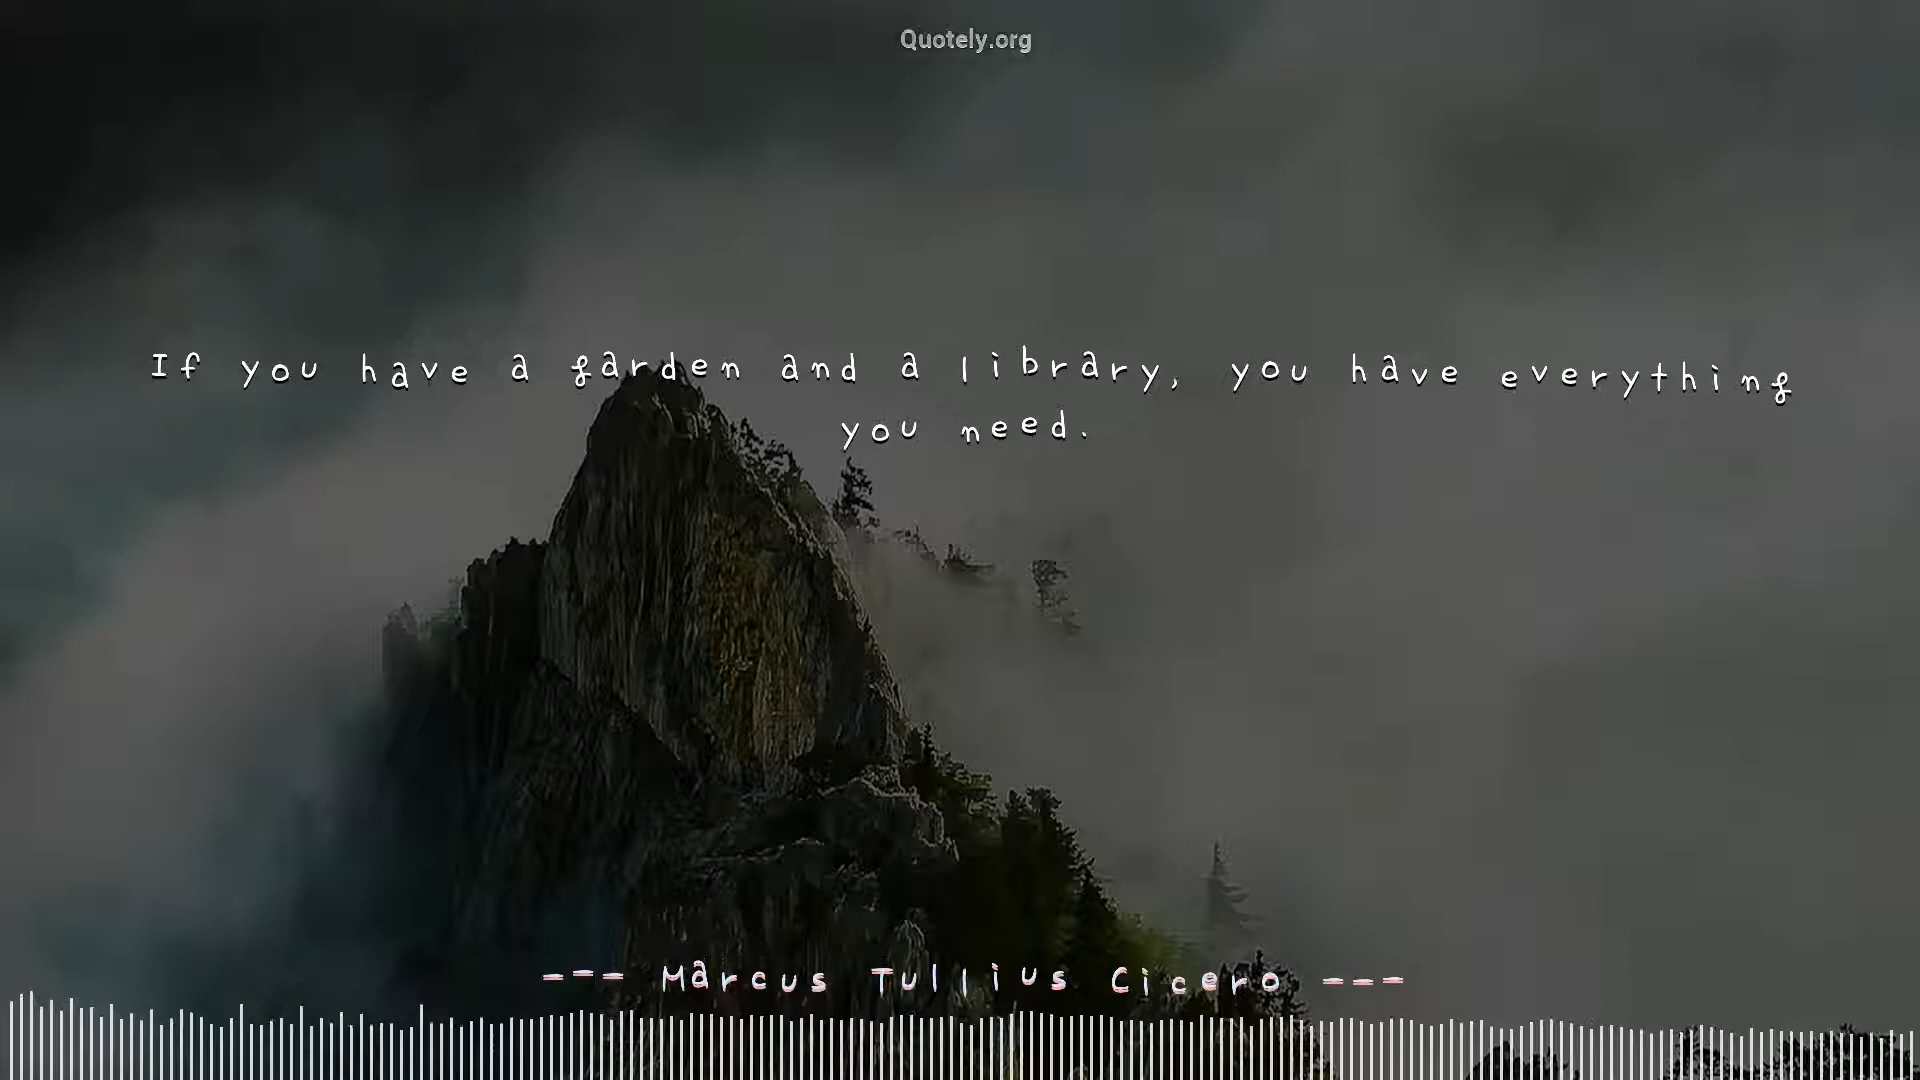 Quotely.org
If you have a garden and a library, you have everything
you need.
--- Marcus Tullius Cicero ---